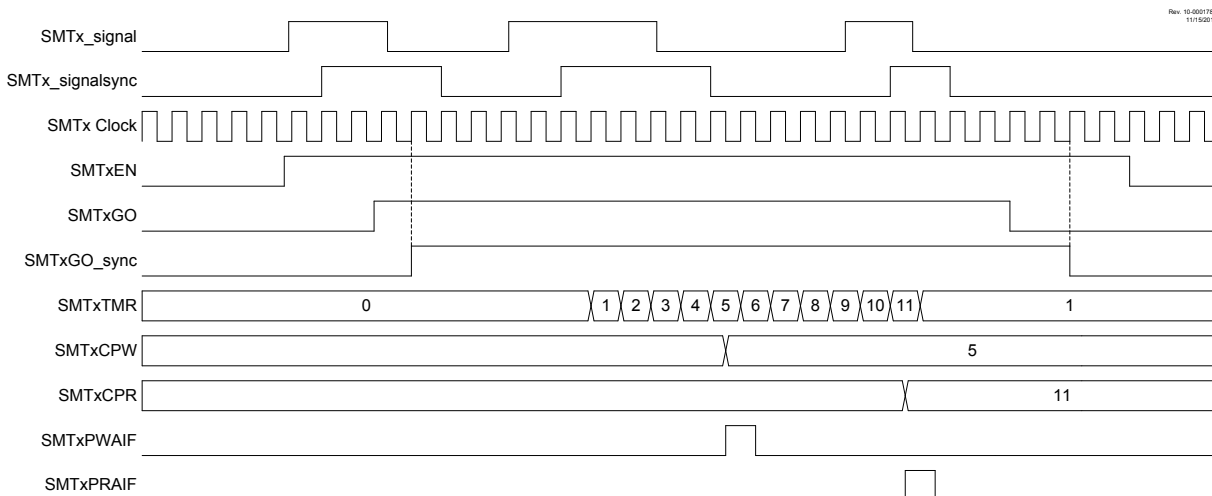 Rev. 10-000178
11/15/201
SMTx_signal
SMTx_signalsync
SMTx Clock
SMTxEN
SMTxGO
SMTxGO_sync
SMTxTMR 0 1 2 3 4 5 6 7 8 9 10 11 1
SMTxCPW 5
SMTxCPR 11
SMTxPWAIF
SMTxPRAIF